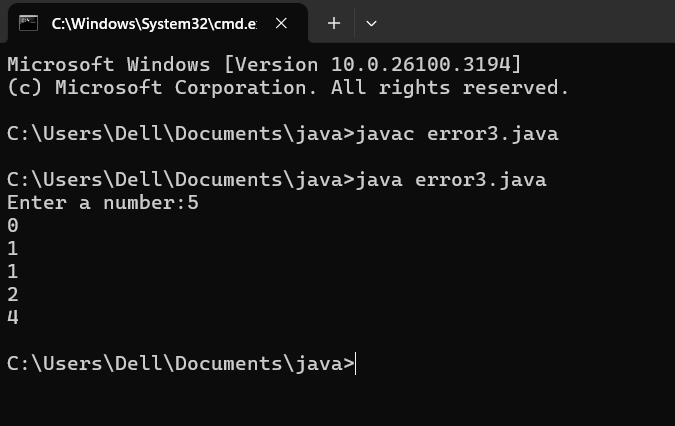 C:\Windows\System32\cmd.e
Microsoft Windows [Version 10.0.26100.3194]
(c) Microsoft Corporation. All rights reserved.
C:\Users\Dell\Documents\java>javac error3.java
C:\Users\Dell\Documents\java>java error3.java
Enter a number:5
0
1
1
2
4
C:\Users\Dell\Documents\java>